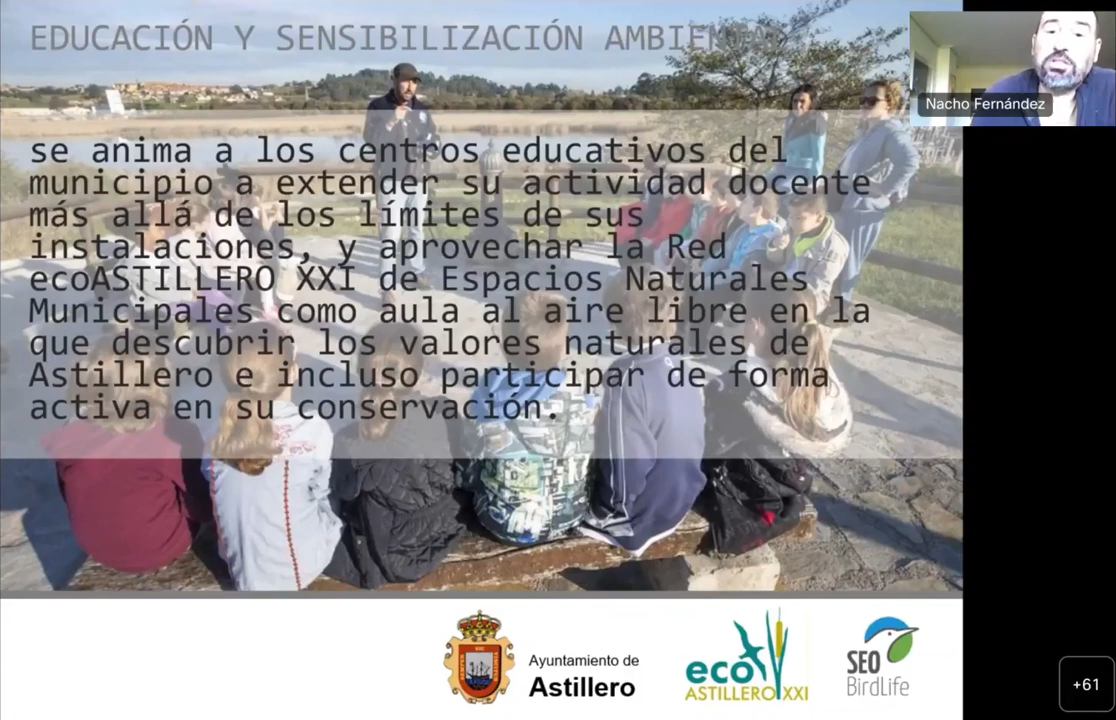 EDUCACIÓN Y SENSIBILIZACIÓN AMBIENTAL
Nacho Fernández
se anima a los centros educativos del
municipio a extender su actividad docente
más allá de los límites de sus
instalaciones, y aprovechar la Red
ecoASTILLERO XXI de Espacios Naturales
Municipales como aula al aire libre en la
que descubrir los valores naturales de
Astillero e incluso participar de forma
activa en su conservación.
Ayuntamiento de
Astillero
eco
ASTILLERO XXI
SEO
BirdLife
+61